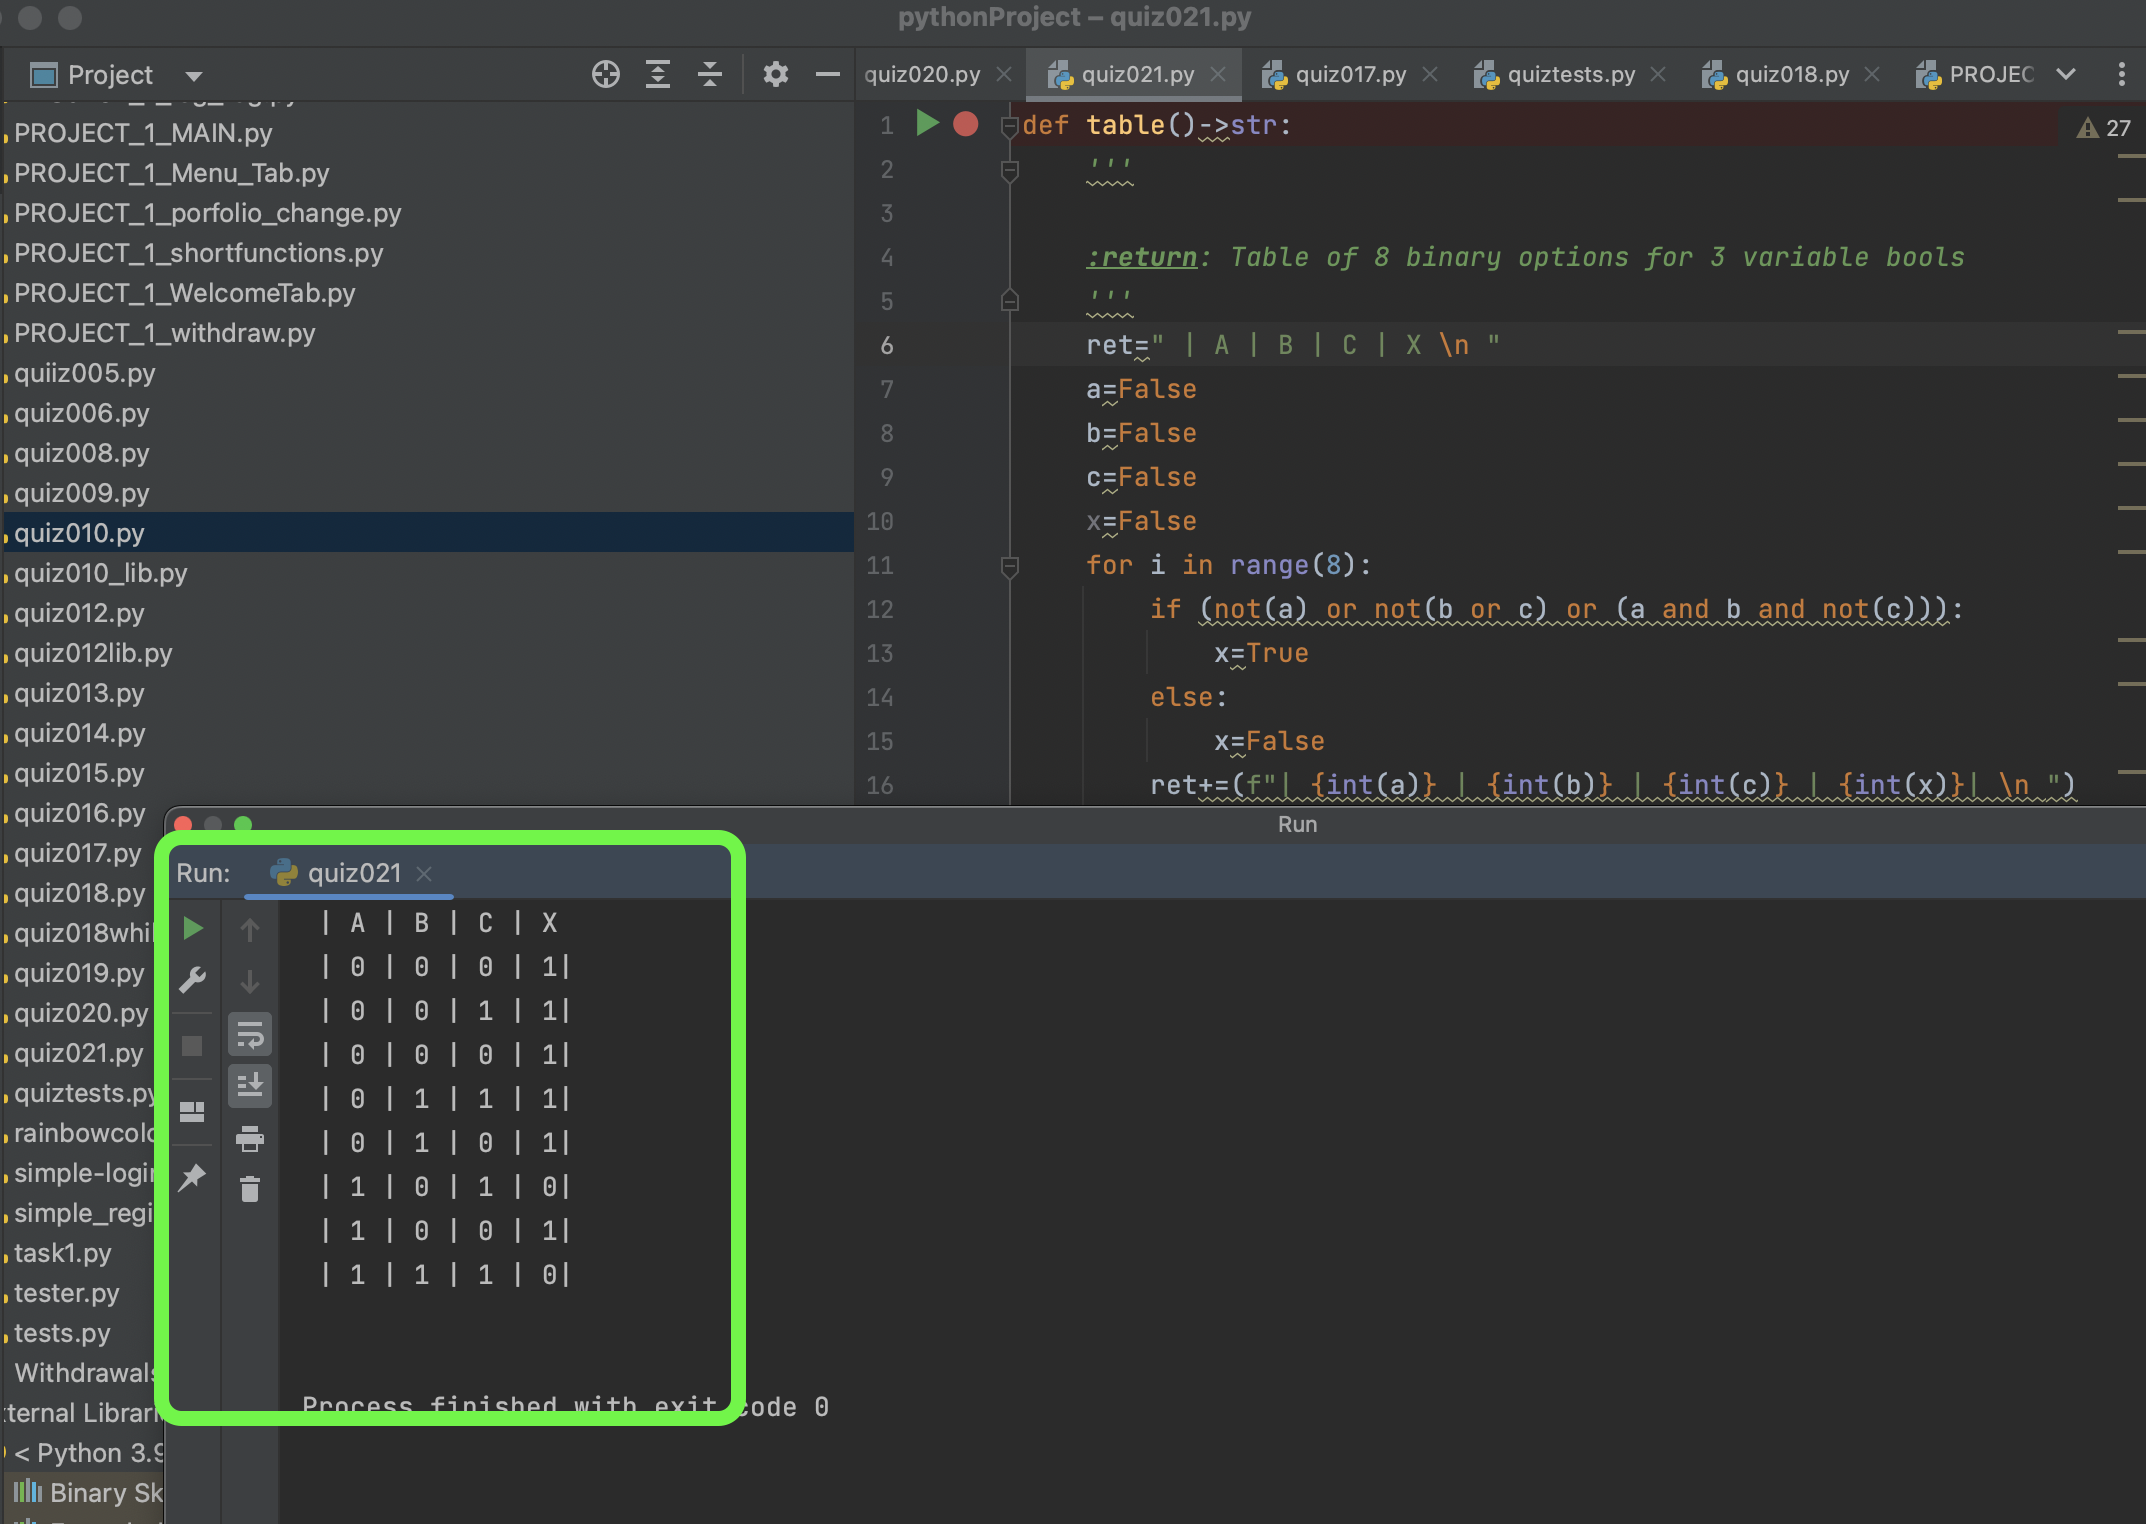 pythonProject – quiz021.py
Project
quiz020.py
quiz021.py
quiz017.py
quiztests.py
quiz018.py
PROJEC
PROJECT_1_MAIN.py
PROJECT_1_Menu_Tab.py
PROJECT_1_porfolio_change.py
PROJECT_1_shortfunctions.py
PROJECT_1_WelcomeTab.py
PROJECT_1_withdraw.py
quiiz005.py
quiz006.py
quiz008.py
quiz009.py
quiz010.py
quiz010_lib.py
quiz012.py
quiz012lib.py
quiz013.py
quiz014.py
quiz015.py
quiz016.py
quiz017.py
quiz018.py
quiz018whil
quiz019.py
quiz020.py
quiz021.py
quiztests.py
rainbowcolo
simple-login
simple_regi
task1.py
tester.py
tests.py
Withdrawals
ternal Librari
< Python 3.9
Binary Sk
27
1 def table()->str:
2 '''
3
4 :return: Table of 8 binary options for 3 variable bools
5 '''
6 ret=" | A | B | C | X \n "
7 a=False
8 b=False
9 c=False
10 x=False
11 for i in range(8):
12 if (not(a) or not(b or c) or (a and b and not(c))):
13 x=True
14 else:
15 x=False
16 ret+=(f"| {int(a)} | {int(b)} | {int(c)} | {int(x)}| \n ")
Run
Run: quiz021
| A | B | C | X
| 0 | 0 | 0 | 1|
| 0 | 0 | 1 | 1|
| 0 | 0 | 0 | 1|
| 0 | 1 | 1 | 1|
| 0 | 1 | 0 | 1|
| 1 | 0 | 1 | 0|
| 1 | 0 | 0 | 1|
| 1 | 1 | 1 | 0|
Process finished with exit code 0